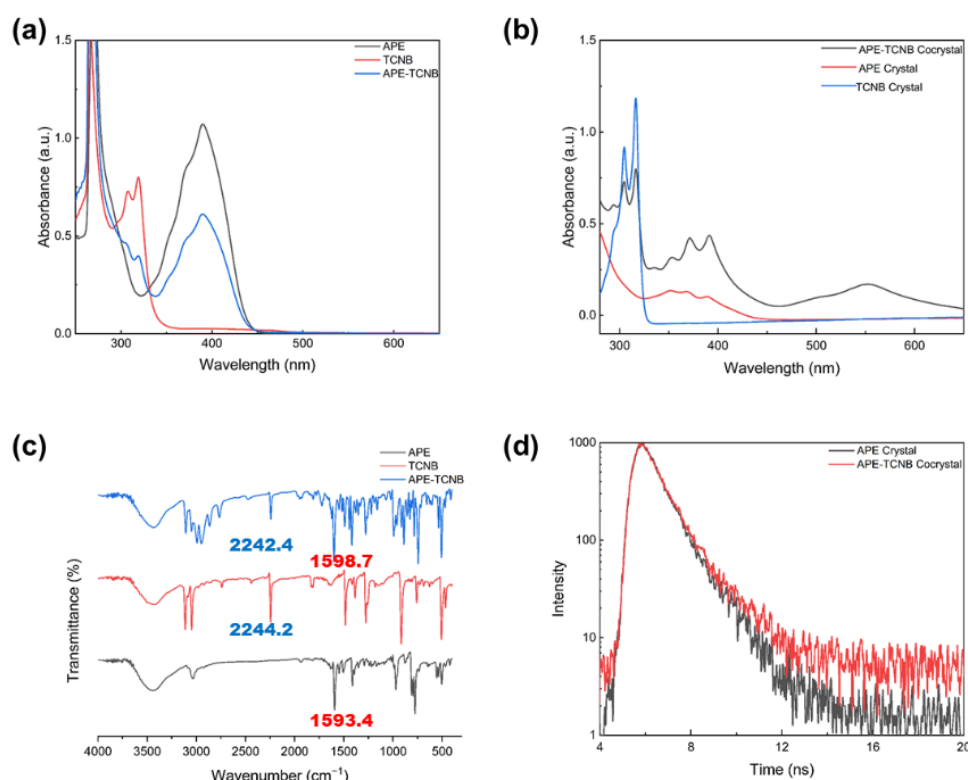 (a)
1.5
1.0
0.5
0.0
Absorbance (a.u.)
APE
TCNB
APE-TCNB
300 400 500 600
Wavelength (nm)
(b)
1.5
1.0
0.5
0.0
Absorbance (a.u.)
APE-TCNB Cocrystal
APE Crystal
TCNB Crystal
300 400 500 600
Wavelength (nm)
(c)
APE
TCNB
APE-TCNB
Transmittance (%)
2242.4
1598.7
2244.2
1593.4
4000 3500 3000 2500 2000 1500 1000 500
Wavenumber (cm⁻¹)
(d)
1000
100
10
1
Intensity
APE Crystal
APE-TCNB Cocrystal
4 8 12 16 20
Time (ns)